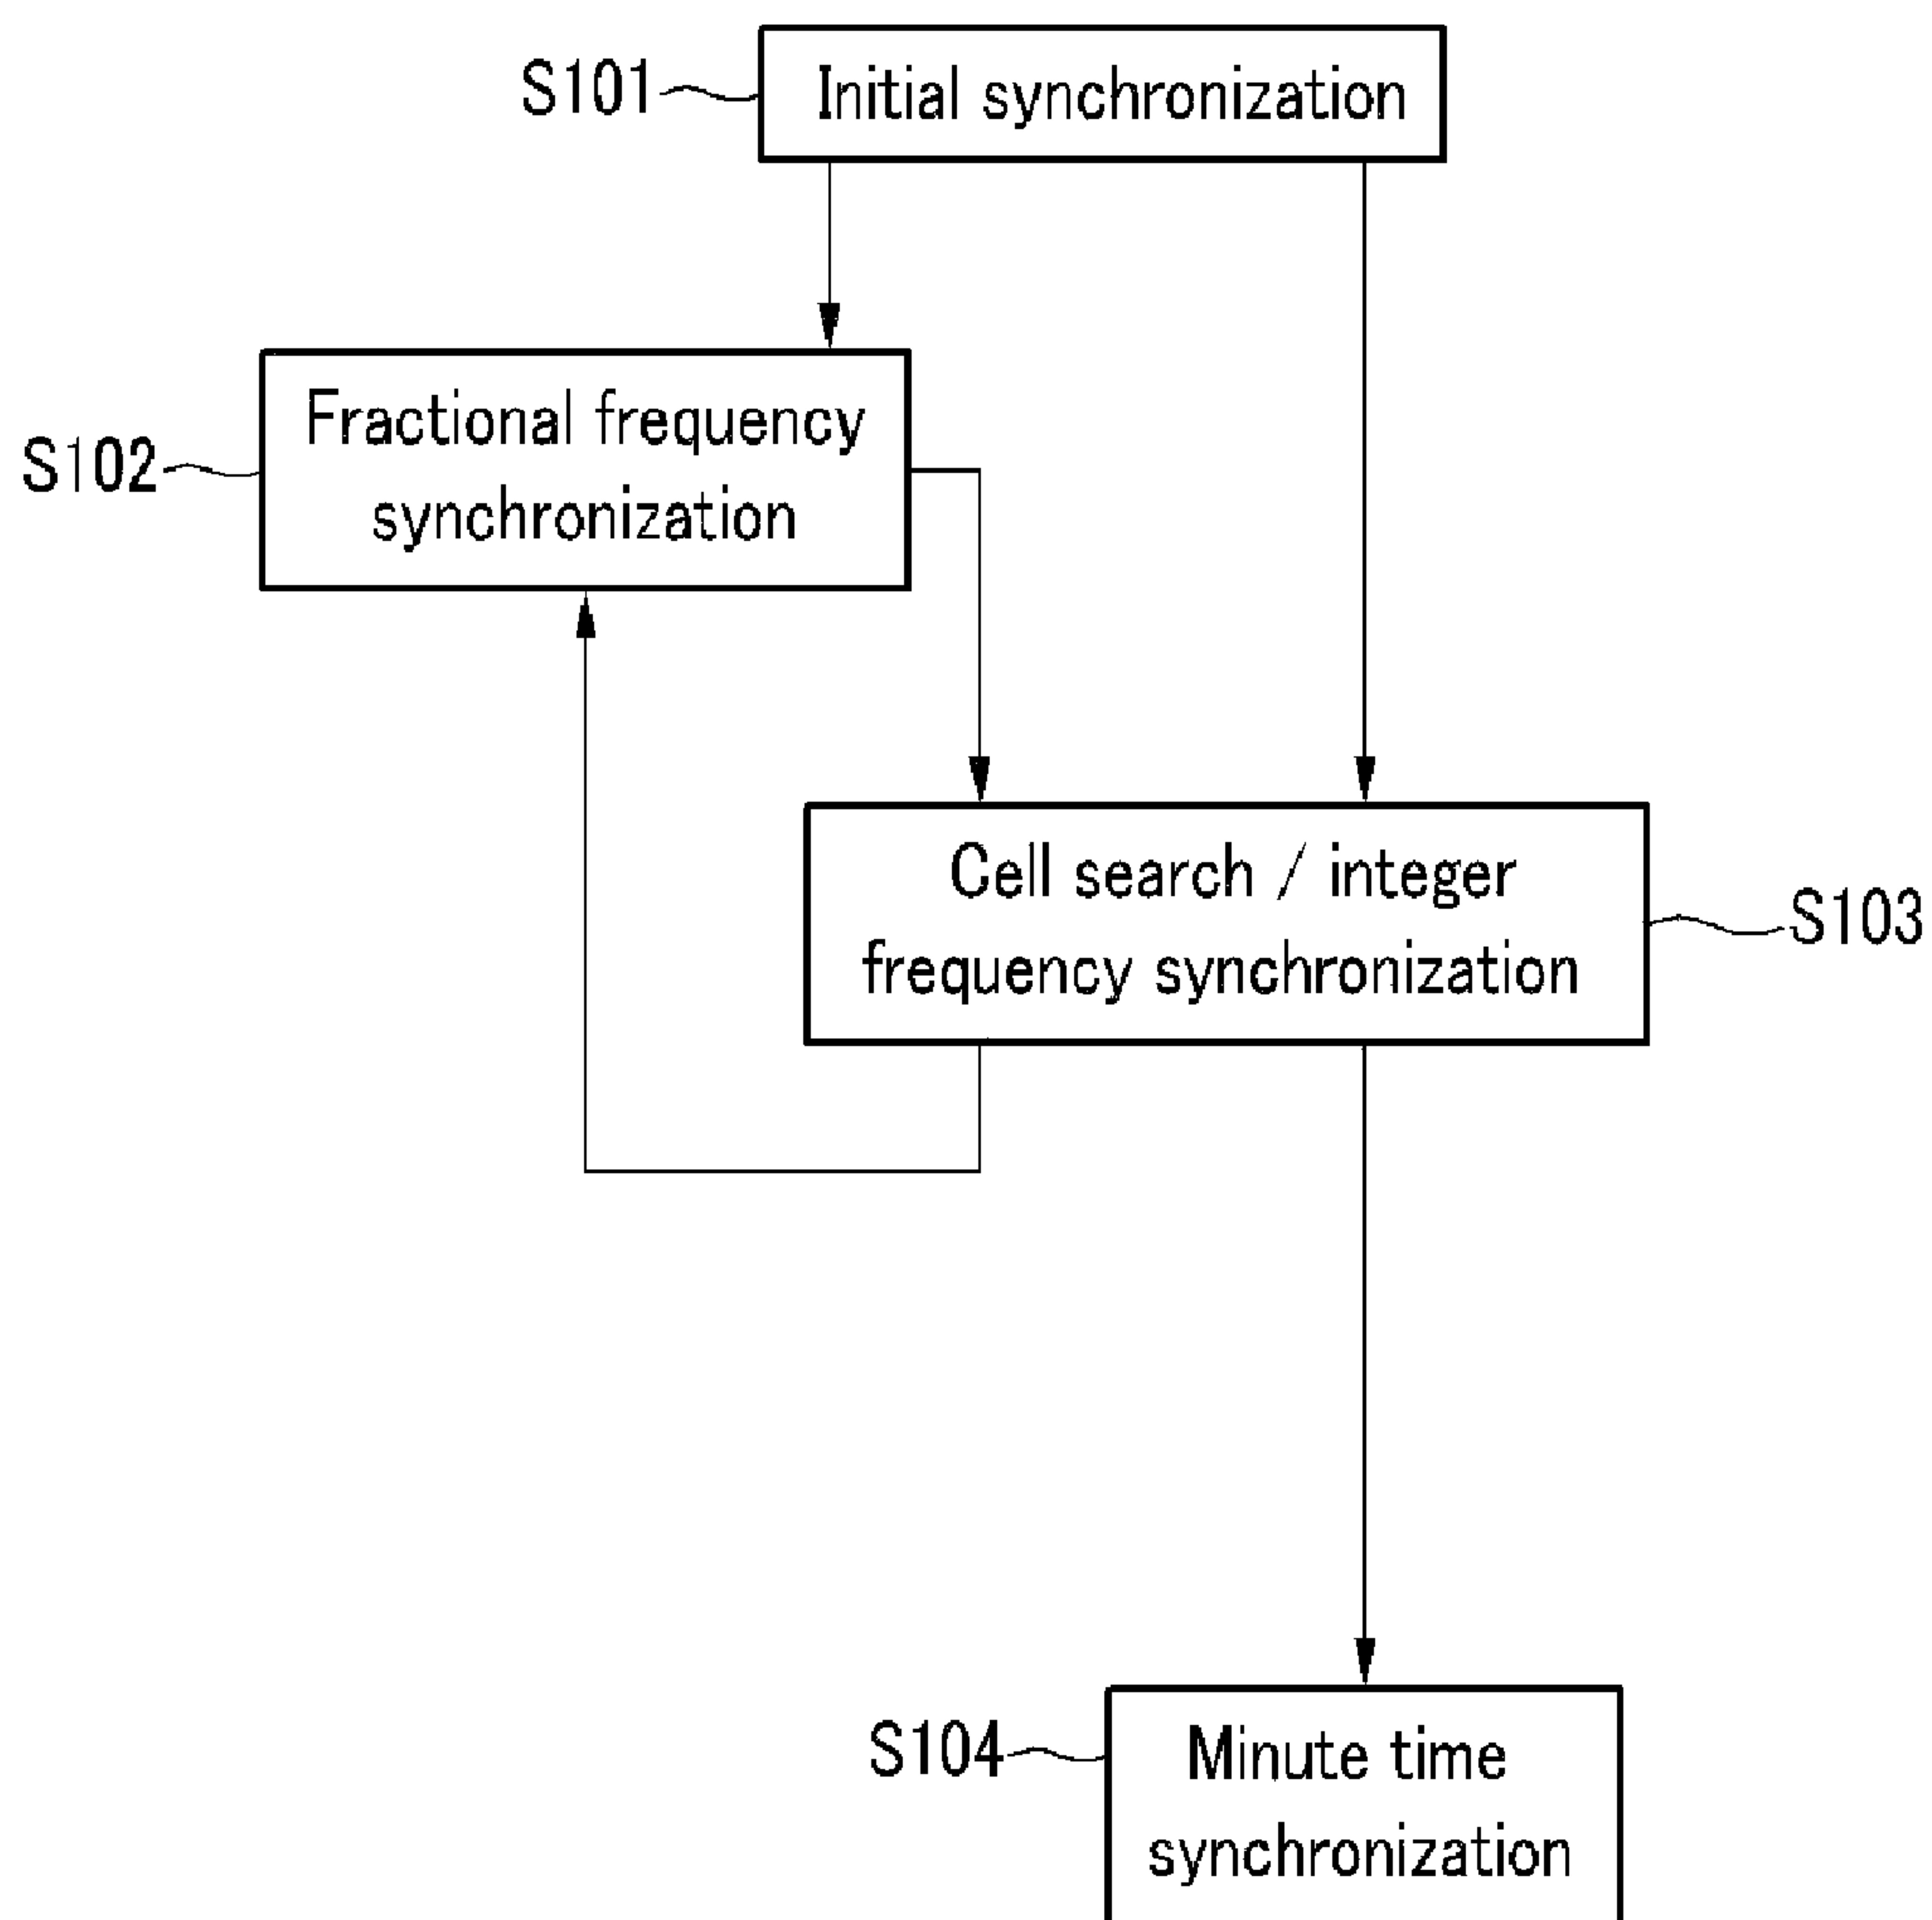 S101
Initial synchronization
S102
Fractional frequency
synchronization
Cell search / integer
frequency synchronization
S103
S104
Minute time
synchronization